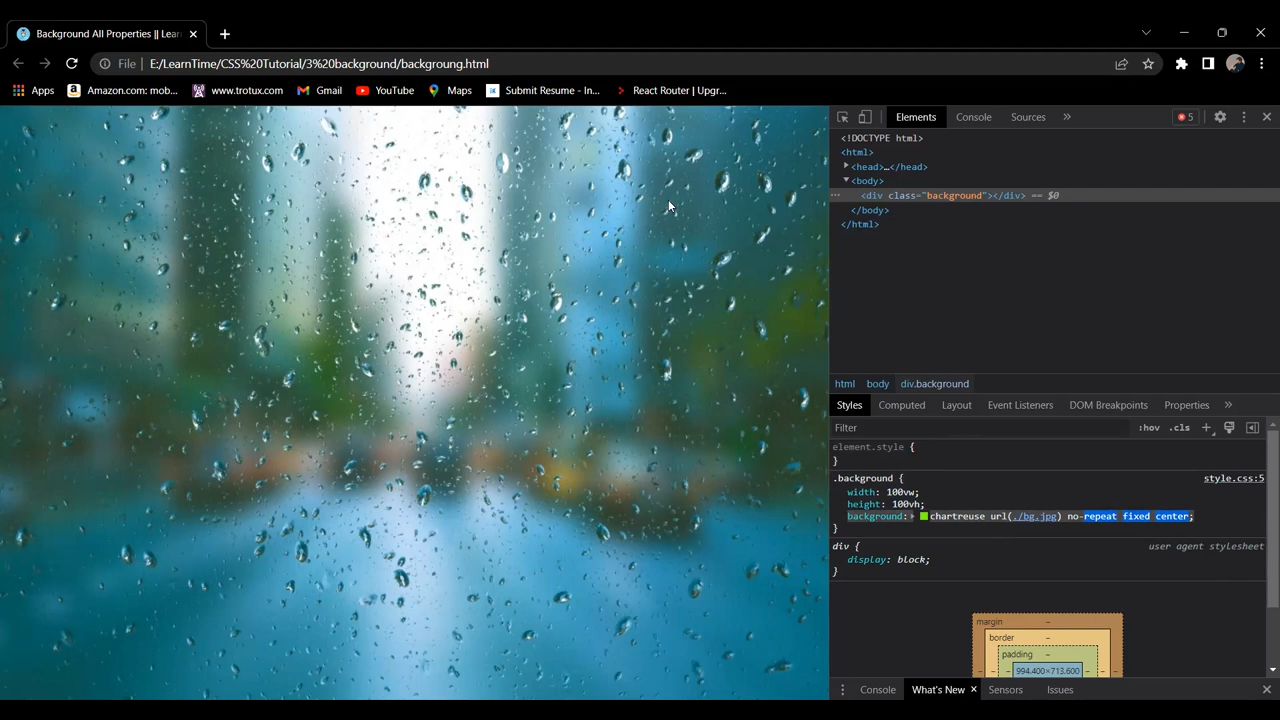 Background All Properties || Lear
File E:/LearnTime/CSS%20Tutorial/3%20background/backgroung.html
Apps Amazon.com: mob... www.trotux.com Gmail YouTube Maps Submit Resume - In... React Router | Upgr...
Elements Console Sources » 5
<!DOCTYPE html>
<html>
<head>…</head>
<body>
<div class="background"></div> == $0
</body>
</html>
html body div.background
Styles Computed Layout Event Listeners DOM Breakpoints Properties »
Filter :hov .cls
element.style {
}
.background { style.css:5
width: 100vw;
height: 100vh;
background: chartreuse url(./bg.jpg) no-repeat fixed center;
}
div { user agent stylesheet
display: block;
}
margin –
border –
padding –
– – – 994.400×713.600 – – –
Console What's New Sensors Issues